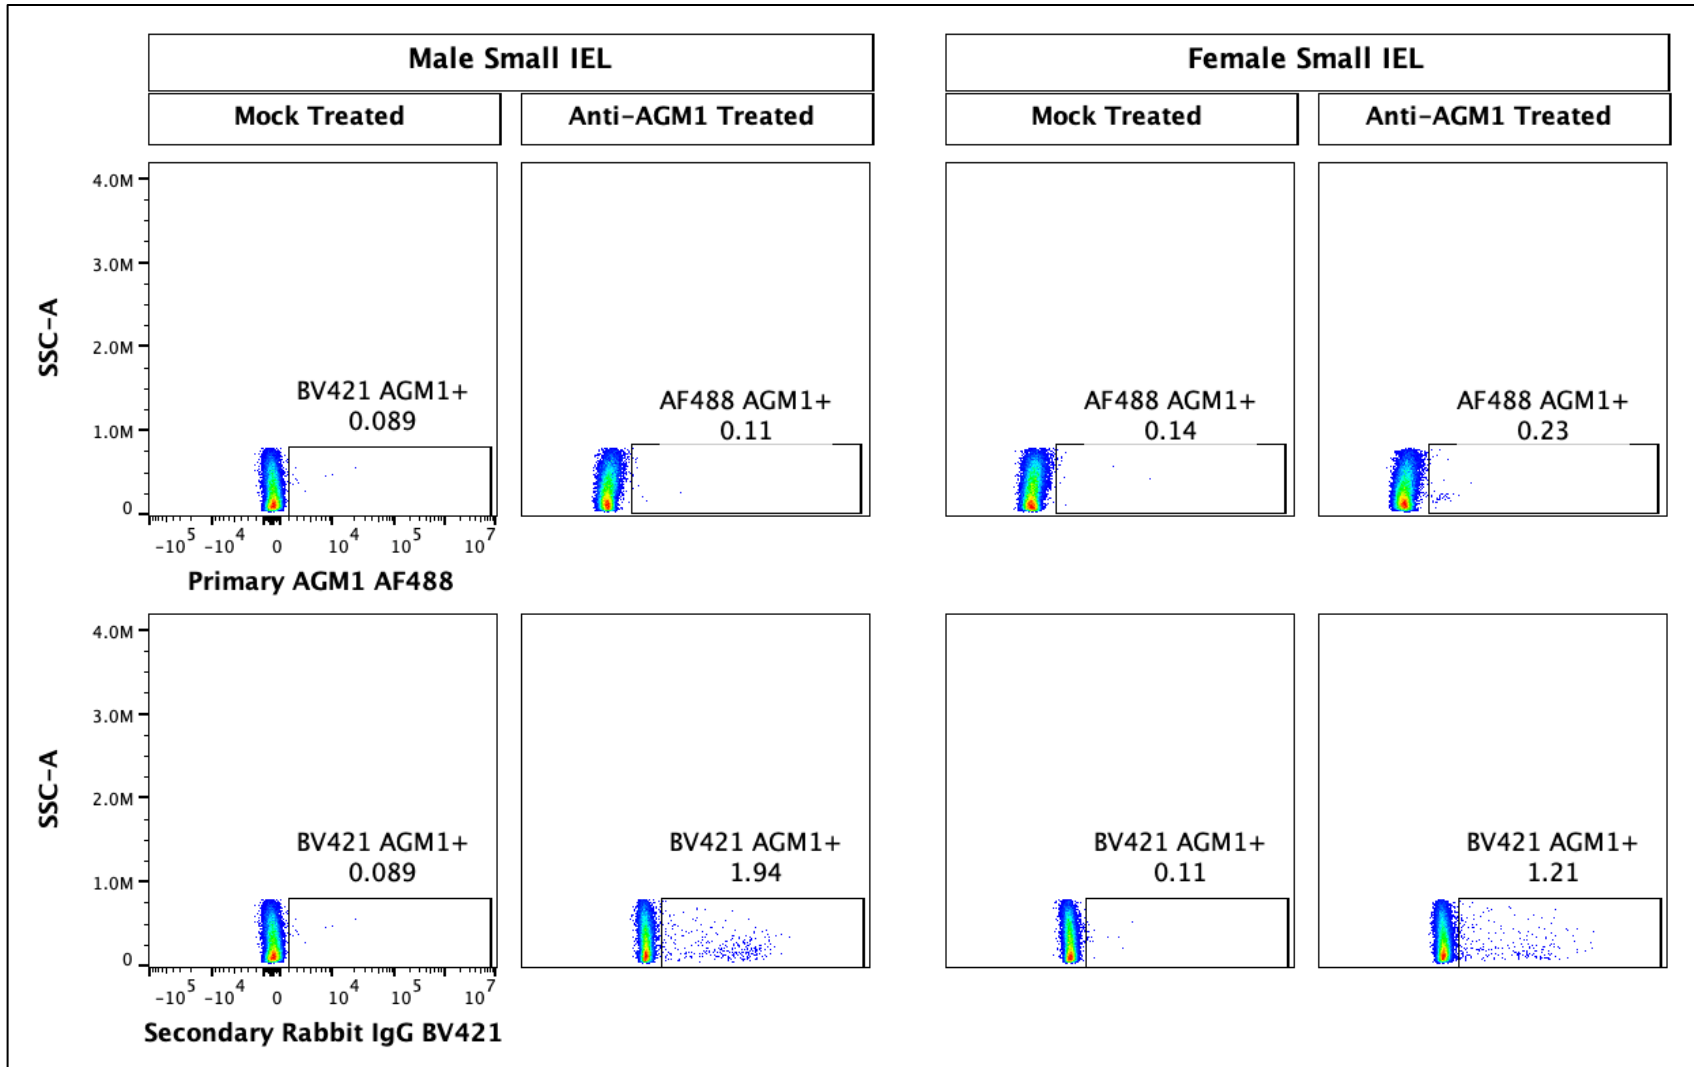 Male Small IEL
Female Small IEL
Mock Treated
Anti-AGM1 Treated
Mock Treated
Anti-AGM1 Treated
SSC-A
4.0M
3.0M
2.0M
1.0M
0
BV421 AGM1+
0.089
AF488 AGM1+
0.11
AF488 AGM1+
0.14
AF488 AGM1+
0.23
-10^5 -10^4 0 10^4 10^5 10^7
Primary AGM1 AF488
SSC-A
4.0M
3.0M
2.0M
1.0M
0
BV421 AGM1+
0.089
BV421 AGM1+
1.94
BV421 AGM1+
0.11
BV421 AGM1+
1.21
-10^5 -10^4 0 10^4 10^5 10^7
Secondary Rabbit IgG BV421